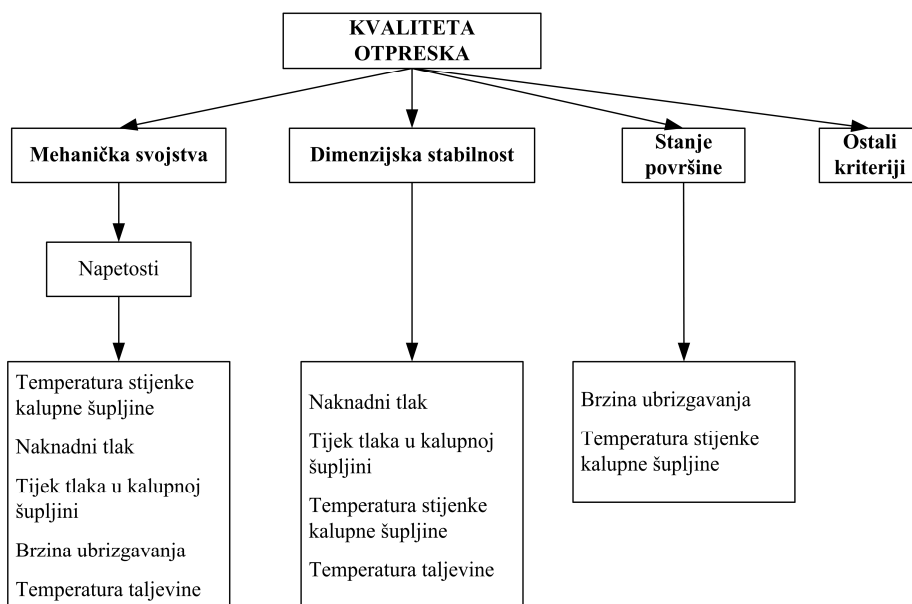 KVALITETA
OTPRESKA
Mehanička svojstva
Dimenzijska stabilnost
Stanje
površine
Ostali
kriteriji
Napetosti
Temperatura stijenke
kalupne šupljine
Naknadni tlak
Tijek tlaka u kalupnoj
šupljini
Brzina ubrizgavanja
Temperatura taljevine
Naknadni tlak
Tijek tlaka u kalupnoj
šupljini
Temperatura stijenke
kalupne šupljine
Temperatura taljevine
Brzina ubrizgavanja
Temperatura stijenke
kalupne šupljine